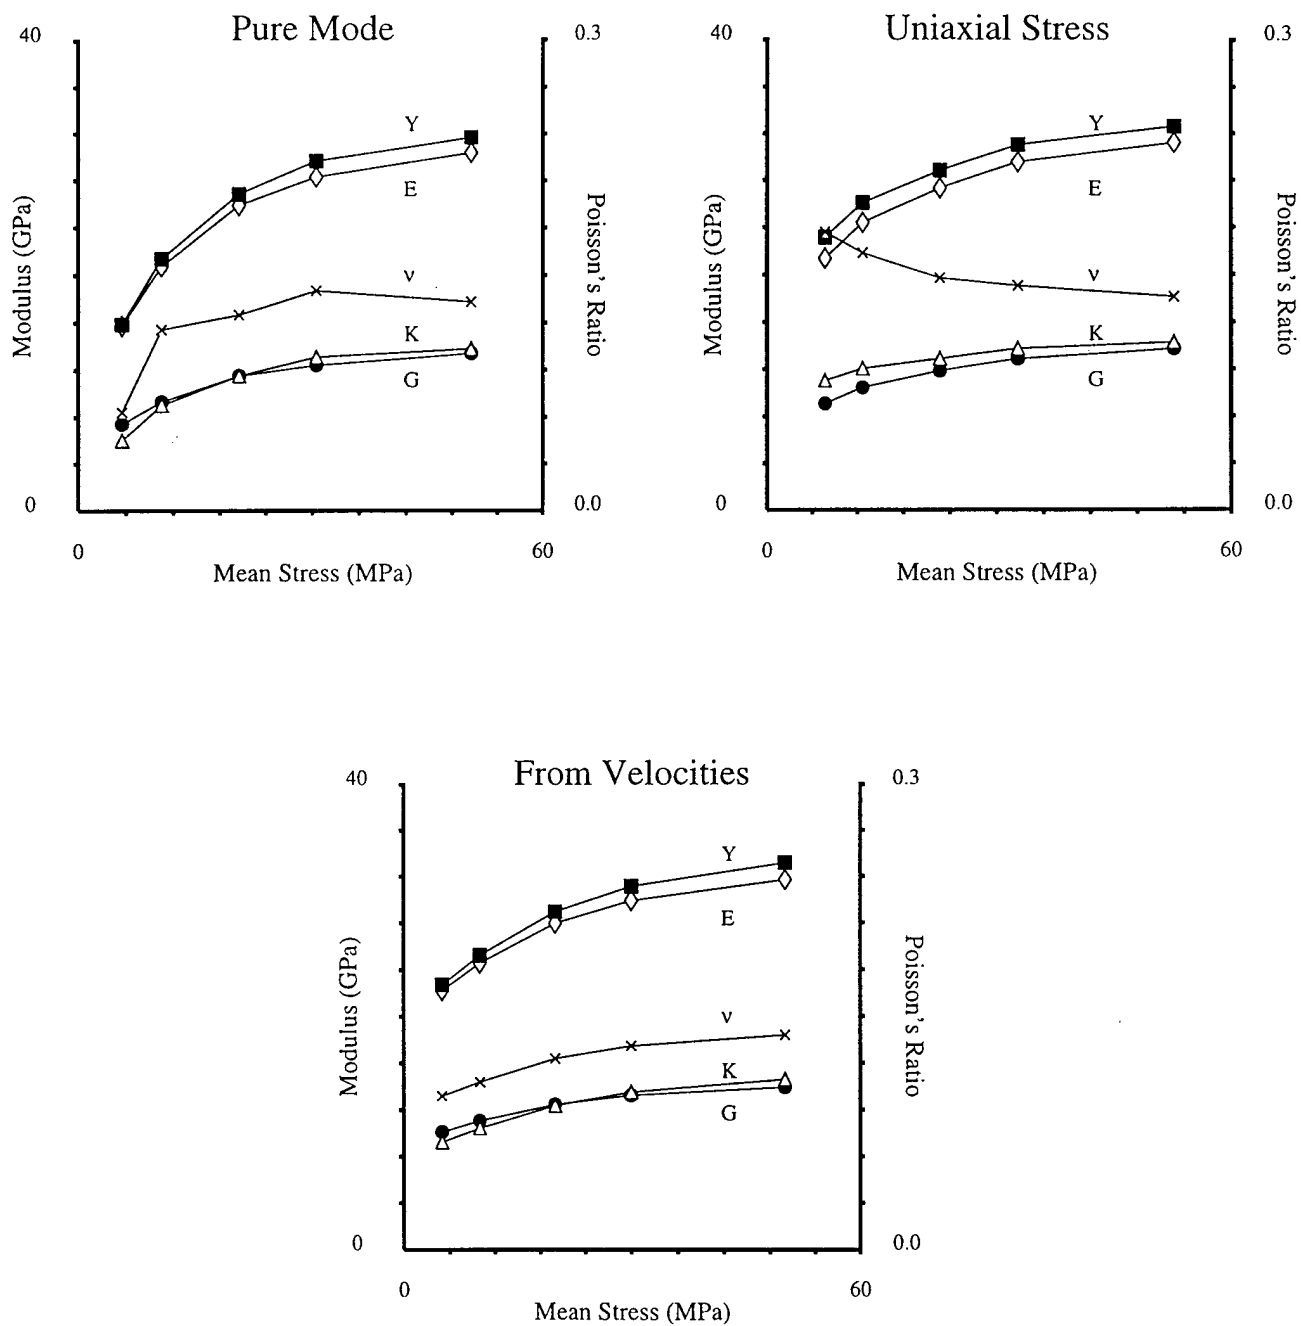 Pure Mode
40
0.3
Y
E
ν
K
G
Modulus (GPa)
Poisson's Ratio
0
0.0
0
60
Mean Stress (MPa)
Uniaxial Stress
40
0.3
Y
E
ν
K
G
Modulus (GPa)
Poisson's Ratio
0
0.0
0
60
Mean Stress (MPa)
From Velocities
40
0.3
Y
E
ν
K
G
Modulus (GPa)
Poisson's Ratio
0
0.0
0
60
Mean Stress (MPa)